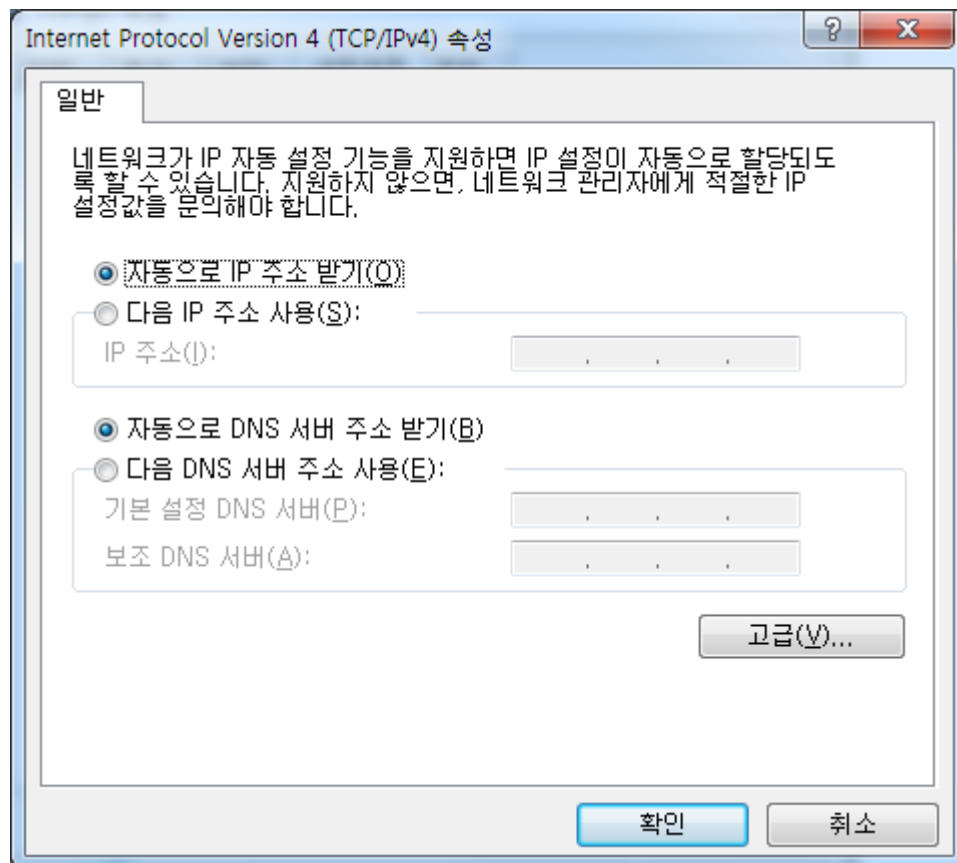 Internet Protocol Version 4 (TCP/IPv4) 속성
일반
네트워크가 IP 자동 설정 기능을 지원하면 IP 설정이 자동으로 할당되도
록 할 수 있습니다. 지원하지 않으면, 네트워크 관리자에게 적절한 IP
설정값을 문의해야 합니다.
자동으로 IP 주소 받기(O)
다음 IP 주소 사용(S):
IP 주소(I):
자동으로 DNS 서버 주소 받기(B)
다음 DNS 서버 주소 사용(E):
기본 설정 DNS 서버(P):
보조 DNS 서버(A):
고급(V)...
확인
취소